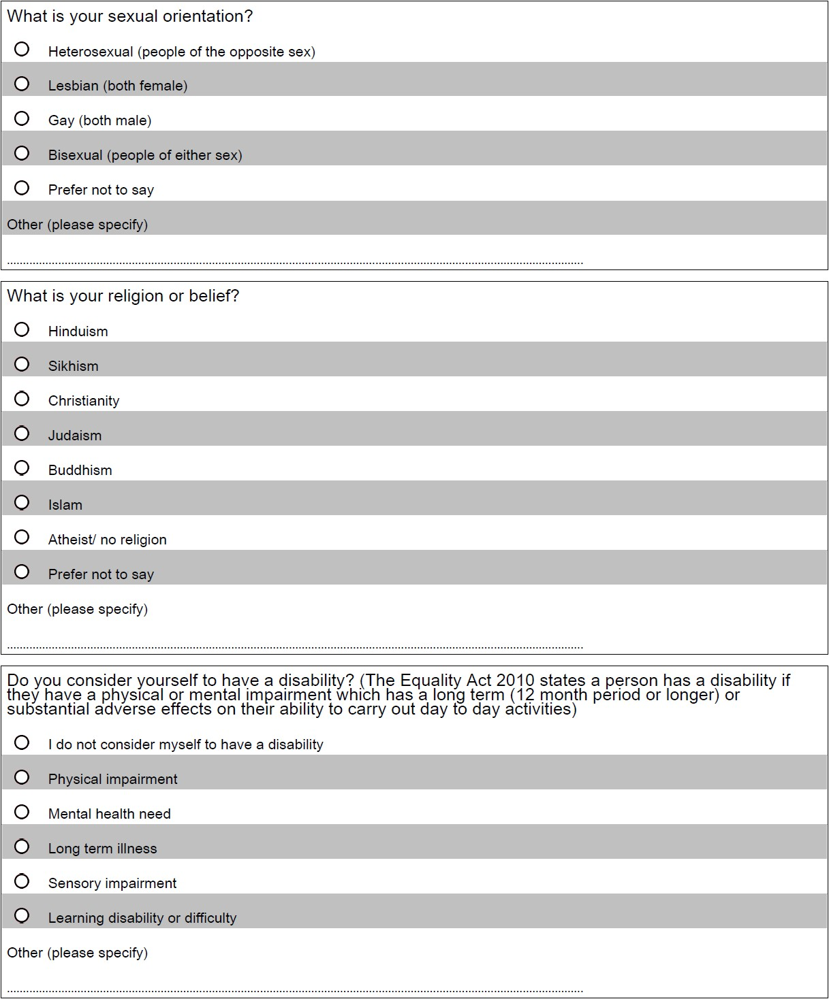 What is your sexual orientation?
Heterosexual (people of the opposite sex)
Lesbian (both female)
Gay (both male)
Bisexual (people of either sex)
Prefer not to say
Other (please specify)
What is your religion or belief?
Hinduism
Sikhism
Christianity
Judaism
Buddhism
Islam
Atheist/ no religion
Prefer not to say
Other (please specify)
Do you consider yourself to have a disability? (The Equality Act 2010 states a person has a disability if
they have a physical or mental impairment which has a long term (12 month period or longer) or
substantial adverse effects on their ability to carry out day to day activities)
I do not consider myself to have a disability
Physical impairment
Mental health need
Long term illness
Sensory impairment
Learning disability or difficulty
Other (please specify)